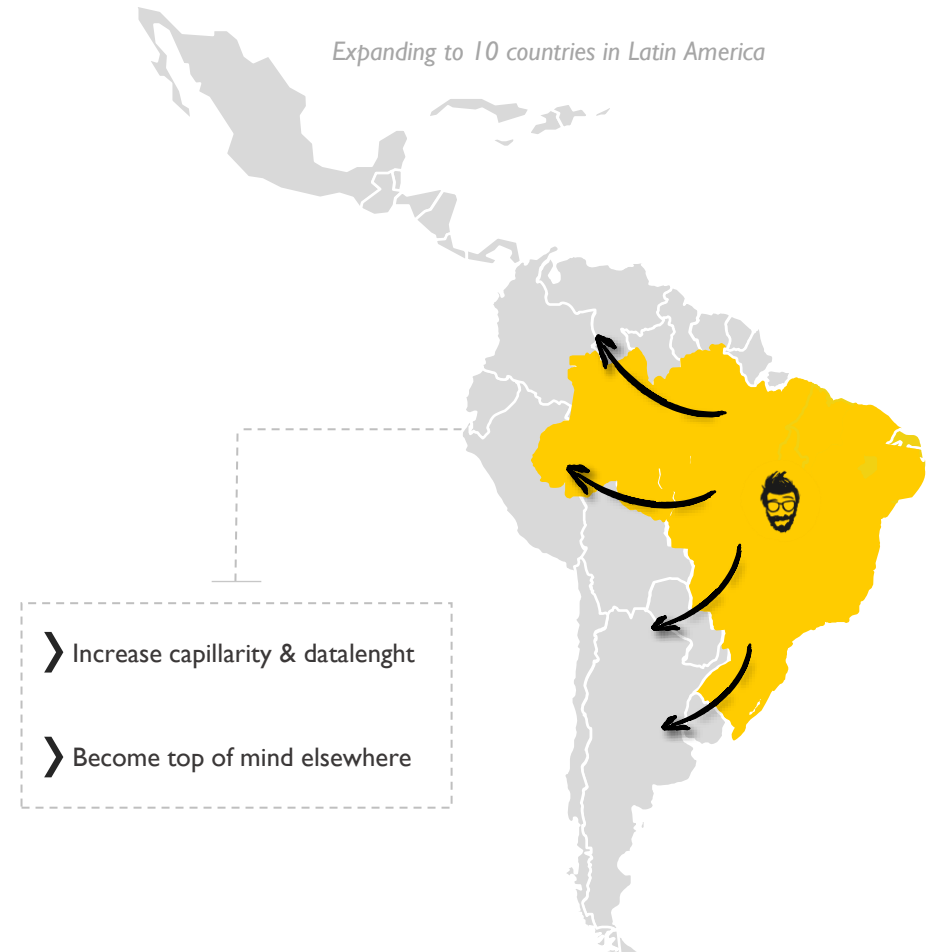 Expanding to 10 countries in Latin America
Increase capillarity & datalenght
Become top of mind elsewhere